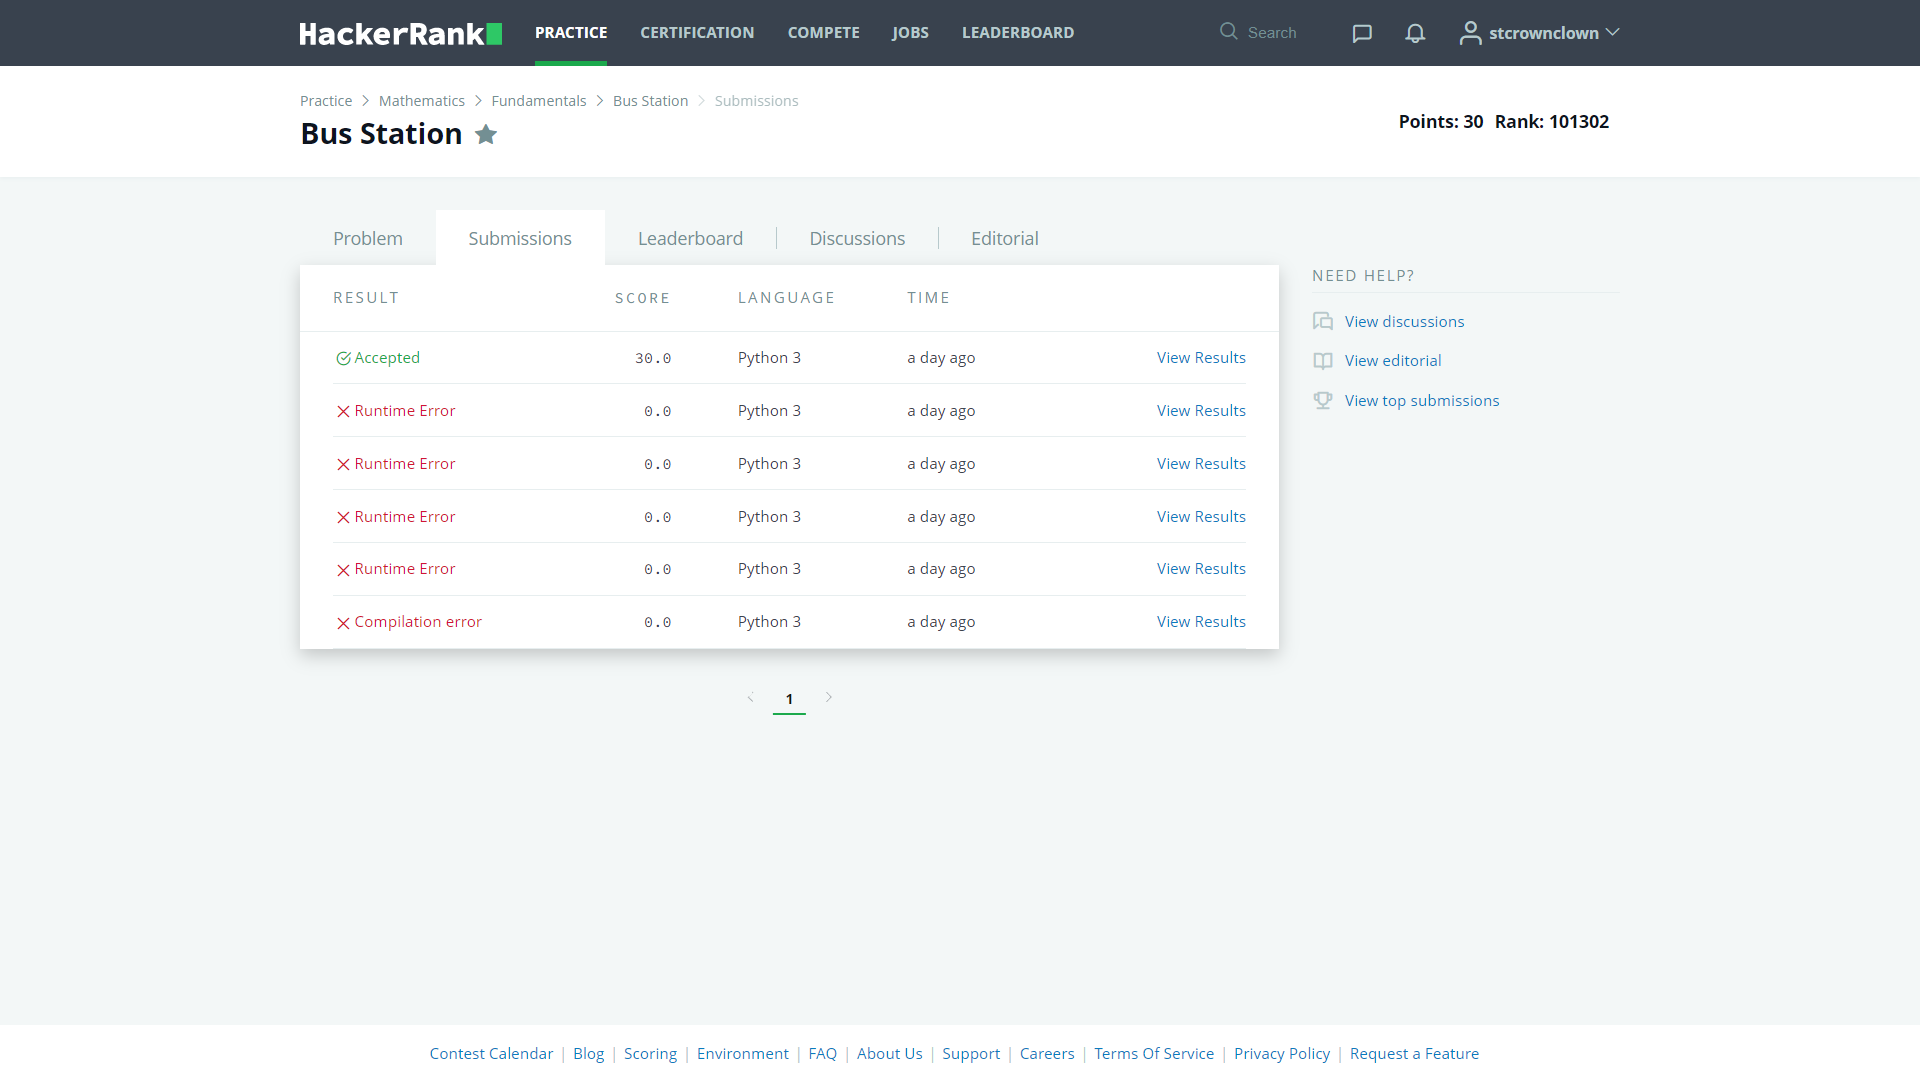 HackerRank
PRACTICE CERTIFICATION COMPETE JOBS LEADERBOARD
Search
stcrownclown
Practice Mathematics Fundamentals Bus Station Submissions
Bus Station
Points: 30 Rank: 101302
Problem Submissions Leaderboard Discussions Editorial
RESULT SCORE LANGUAGE TIME
Accepted 30.0 Python 3 a day ago View Results
Runtime Error 0.0 Python 3 a day ago View Results
Runtime Error 0.0 Python 3 a day ago View Results
Runtime Error 0.0 Python 3 a day ago View Results
Runtime Error 0.0 Python 3 a day ago View Results
Compilation error 0.0 Python 3 a day ago View Results
1
NEED HELP?
View discussions
View editorial
View top submissions
Contest Calendar | Blog | Scoring | Environment | FAQ | About Us | Support | Careers | Terms Of Service | Privacy Policy | Request a Feature